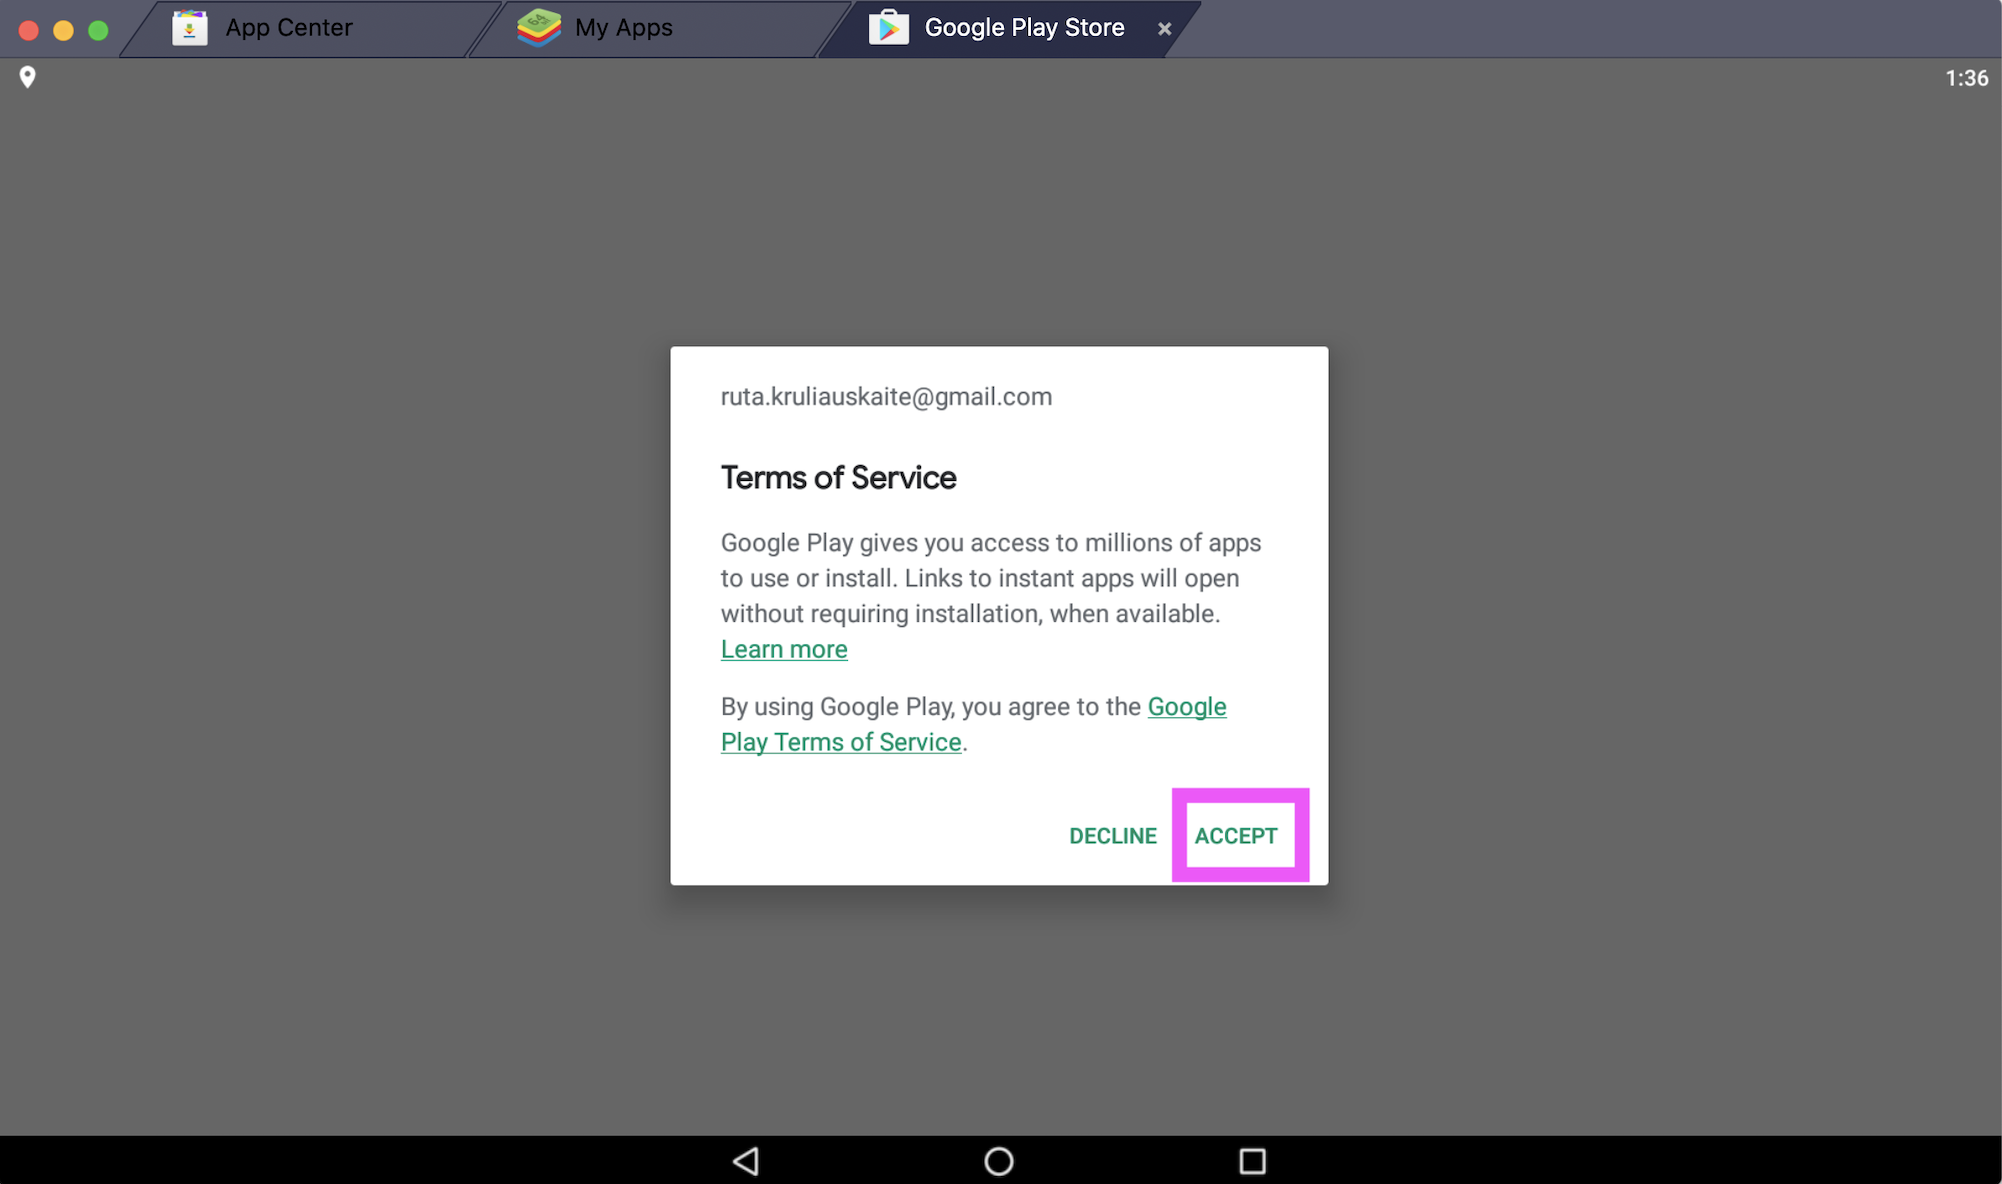 App Center
My Apps
Google Play Store
1:36
ruta.kruliauskaite@gmail.com
Terms of Service
Google Play gives you access to millions of apps
to use or install. Links to instant apps will open
without requiring installation, when available.
Learn more
By using Google Play, you agree to the Google
Play Terms of Service.
DECLINE
ACCEPT